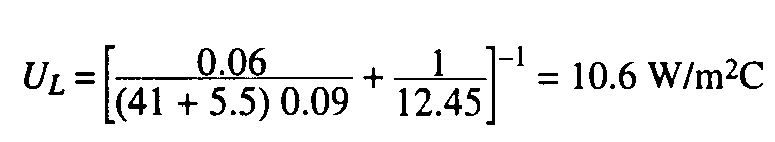 U_L = [ 0.06 / ((41 + 5.5) 0.09) + 1 / 12.45 ]^–1 = 10.6 W/m²C